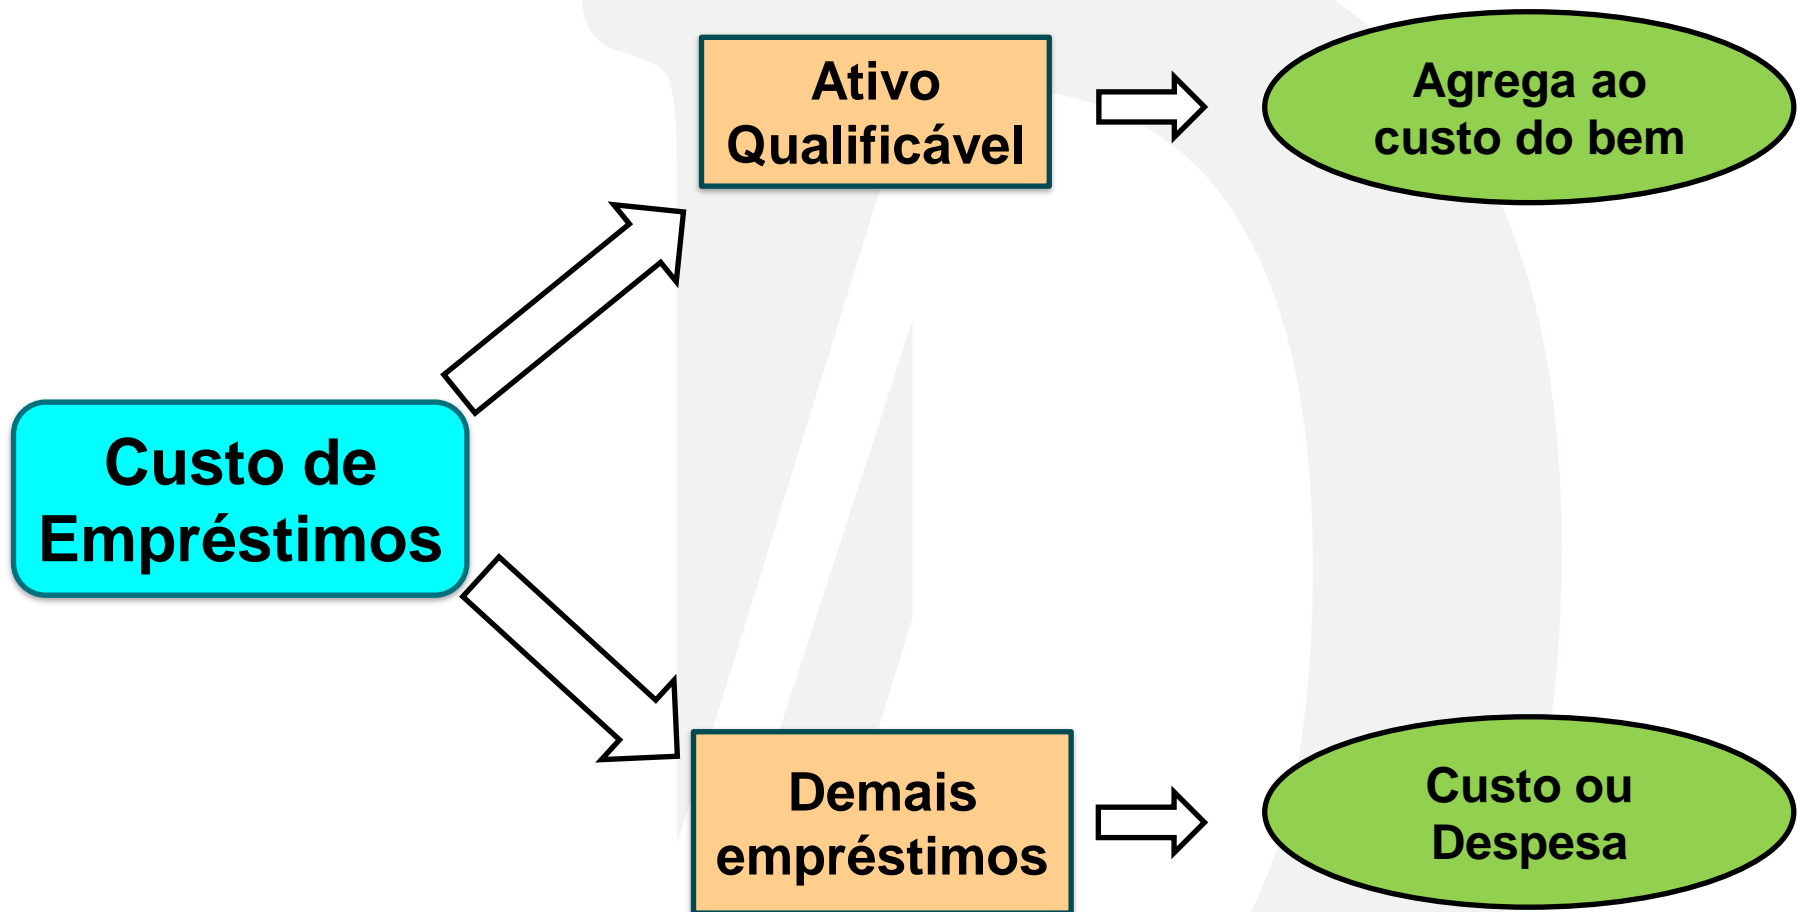 Ativo
Qualificável
Agrega ao
custo do bem
Custo de
Empréstimos
Demais
empréstimos
Custo ou
Despesa